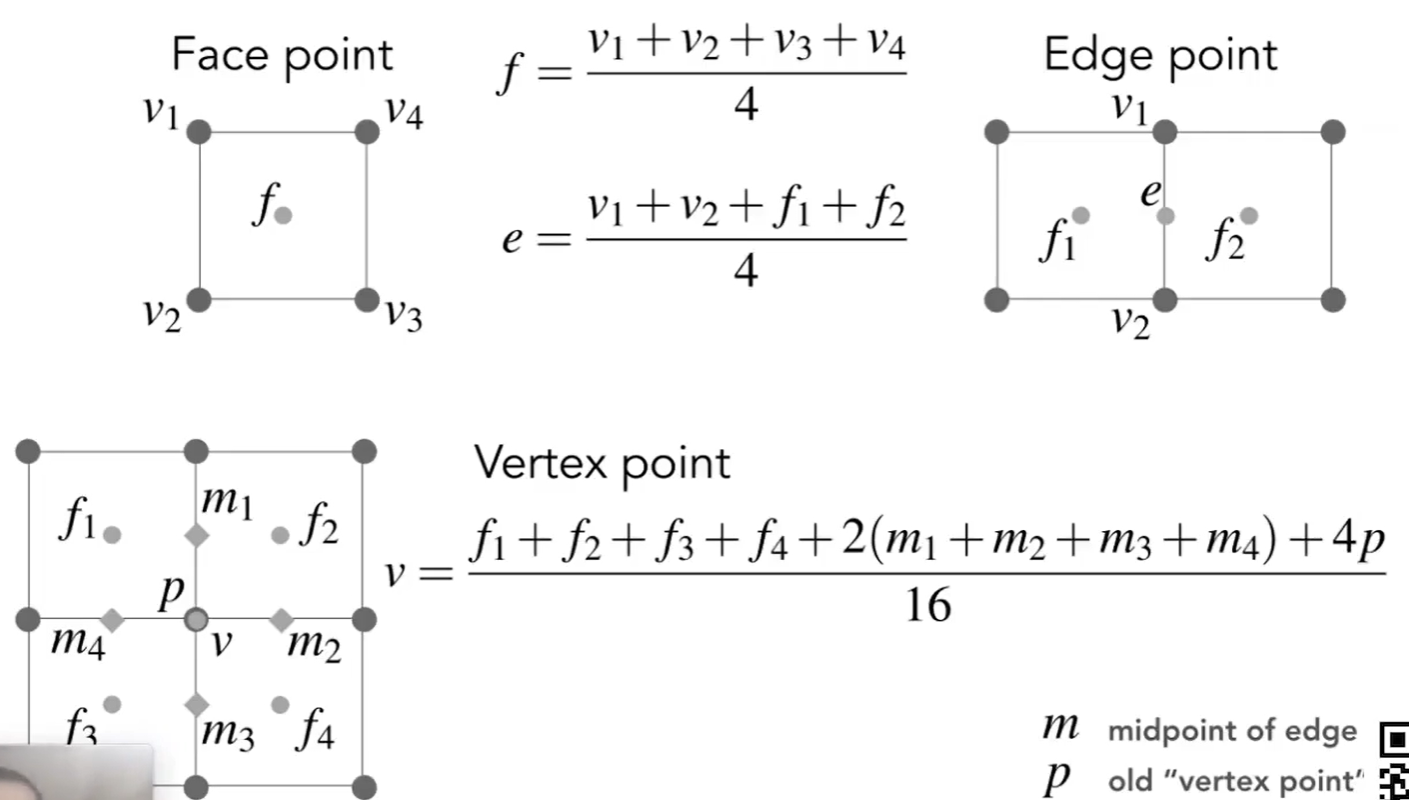 Face point
v1 v4
f
v2 v3
f = (v1 + v2 + v3 + v4) / 4
e = (v1 + v2 + f1 + f2) / 4
Edge point
v1
e
f1 f2
v2
f1 m1 f2
p
m4 v m2
f3 m3 f4
Vertex point
v = (f1 + f2 + f3 + f4 + 2(m1 + m2 + m3 + m4) + 4p) / 16
m midpoint of edge
p old “vertex point”